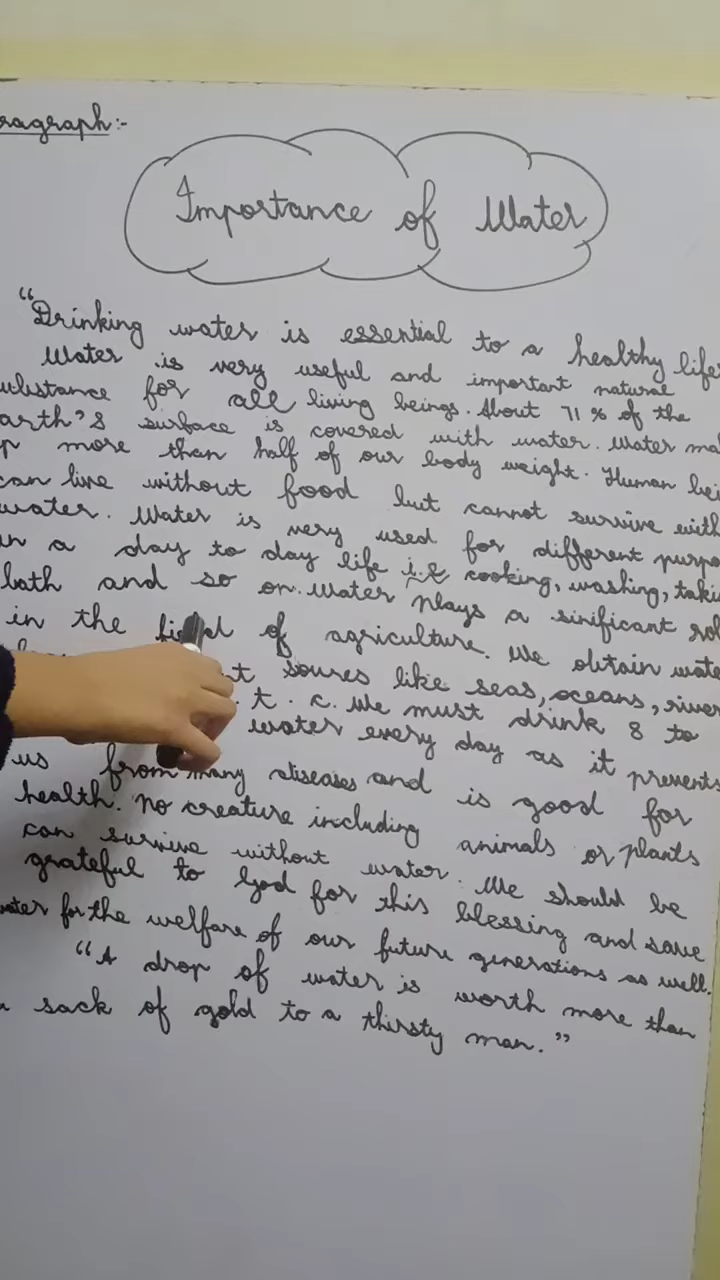 ragraph:-
Importance of Water
"Drinking water is essential to a healthy life
Water is very useful and important natural
ubstance for all living beings. About 71% of the
arth's surface is covered with water. Water ma
p more than half of our body weight. Human bei
can live without food but cannot survive with
water. Water is very used for different purpo
in a day to day life i.e cooking, washing, taki
bath and so on. Water plays a sinificant rol
in the field of agriculture. We obtain wate
t soures like seas, oceans, river
t. c. We must drink 8 to
water every day as it prevents
us from many diseases and is good for
health. No creature including animals or plants
can survive without water. We should be
grateful to God for this blessing and save
water for the welfare of our future generations as well.
"A drop of water is worth more than
a sack of gold to a thirsty man."